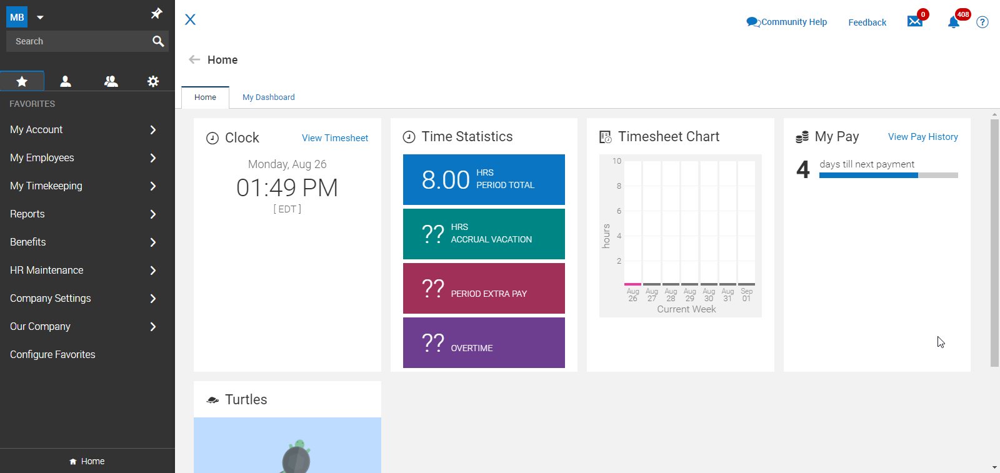 MB
Search
FAVORITES
My Account
My Employees
My Timekeeping
Reports
Benefits
HR Maintenance
Company Settings
Our Company
Configure Favorites
Home
Community Help
Feedback
0
408
?
Home
Home
My Dashboard
Clock
View Timesheet
Monday, Aug 26
01:49 PM
[ EDT ]
Time Statistics
8.00 HRS
PERIOD TOTAL
?? HRS
ACCRUAL VACATION
?? PERIOD EXTRA PAY
?? OVERTIME
Timesheet Chart
10
8
6
4
2
hours
Aug 26
Aug 27
Aug 28
Aug 29
Aug 30
Aug 31
Sep 01
Current Week
My Pay
View Pay History
4 days till next payment
Turtles